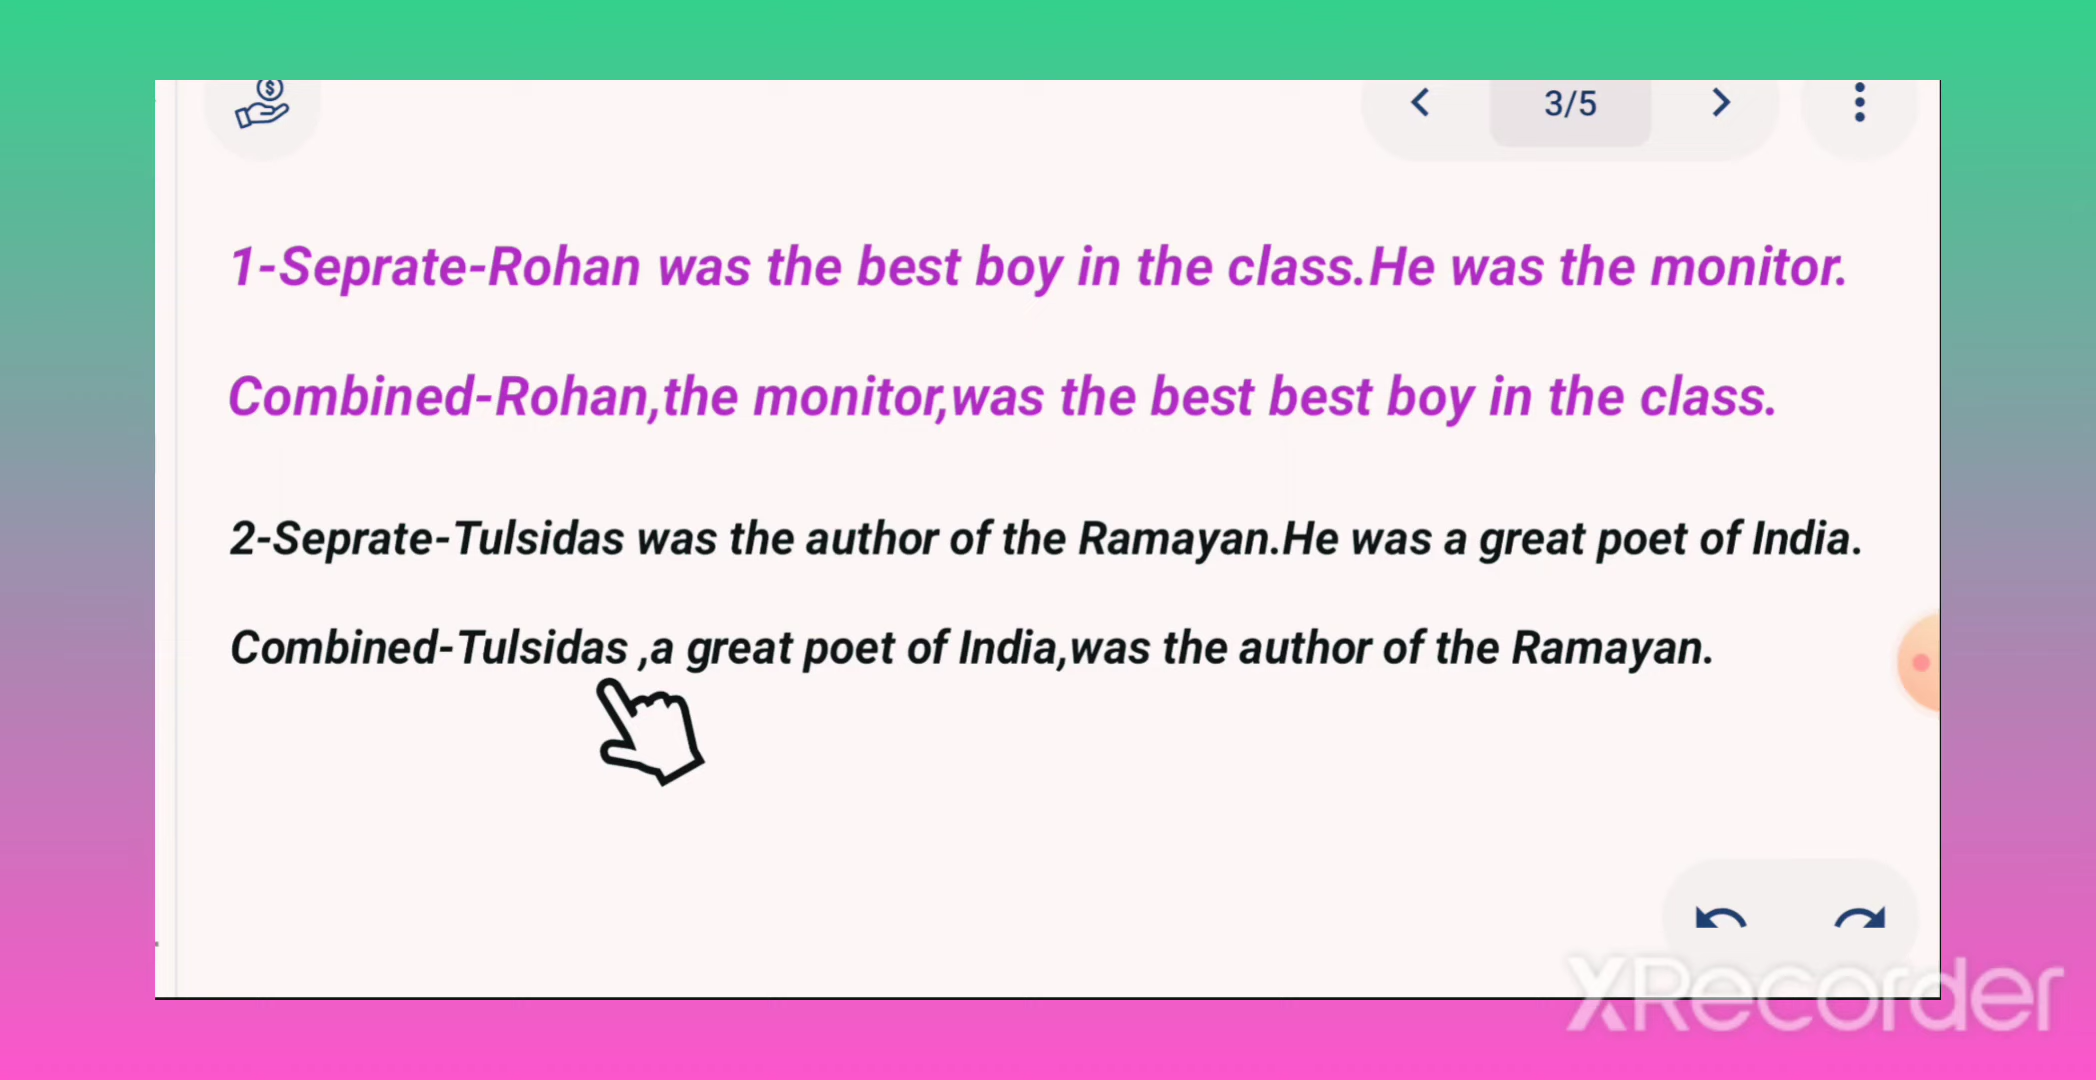 $
3/5
1-Seprate-Rohan was the best boy in the class.He was the monitor.
Combined-Rohan,the monitor,was the best best boy in the class.
2-Seprate-Tulsidas was the author of the Ramayan.He was a great poet of India.
Combined-Tulsidas ,a great poet of India,was the author of the Ramayan.
XRecorder